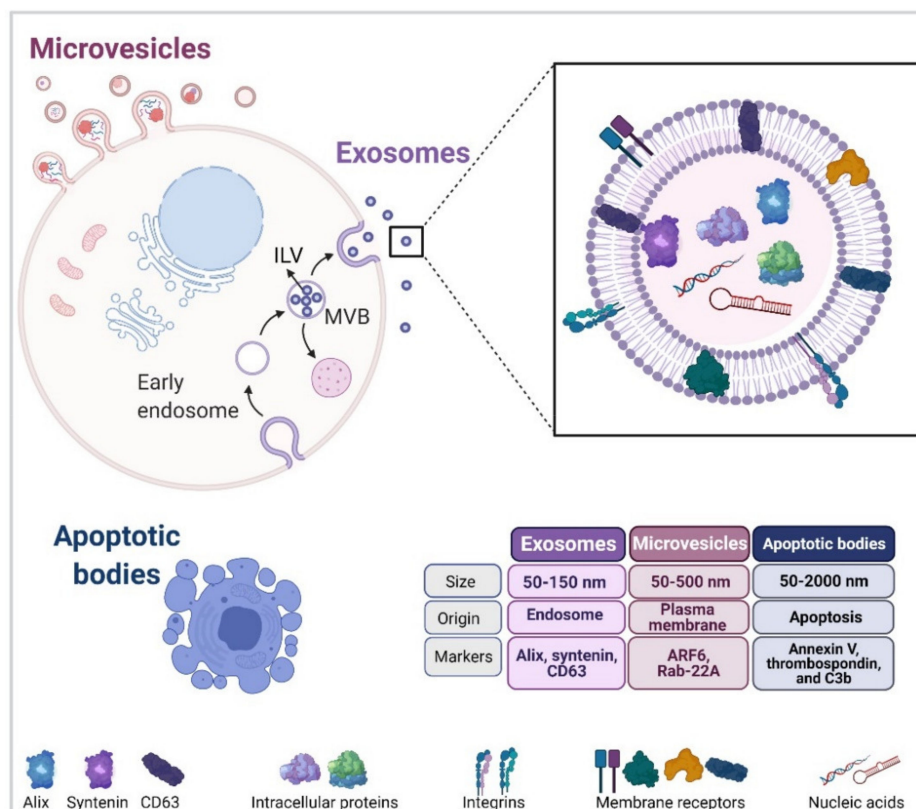 Microvesicles
Exosomes
ILV
MVB
Early
endosome
Apoptotic
bodies
Exosomes Microvesicles Apoptotic bodies
Size 50-150 nm 50-500 nm 50-2000 nm
Origin Endosome Plasma
membrane Apoptosis
Markers Alix, syntenin,
CD63 ARF6,
Rab-22A Annexin V,
thrombospondin,
and C3b
Alix Syntenin CD63 Intracellular proteins Integrins Membrane receptors Nucleic acids